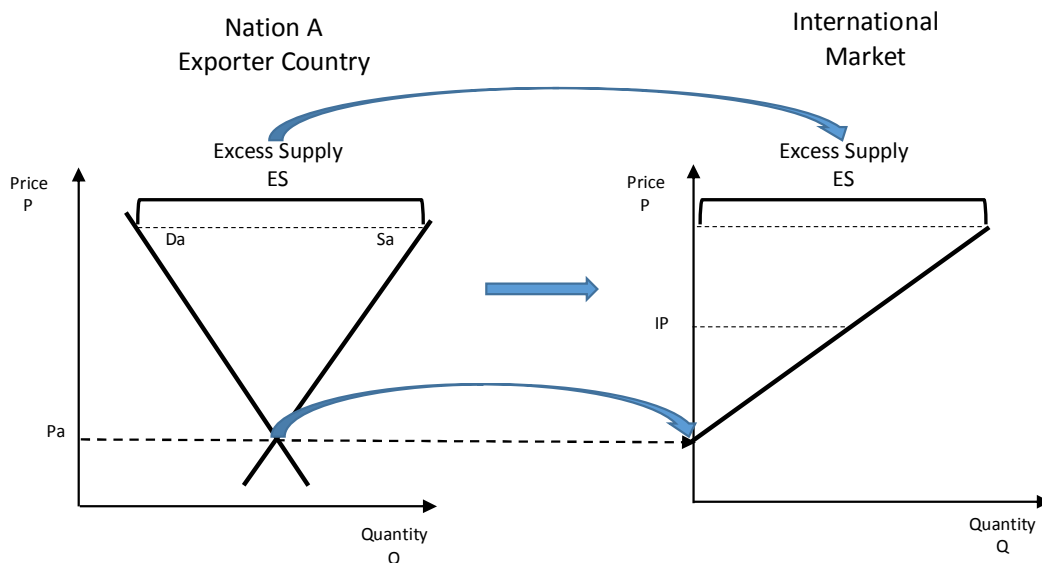 Nation A
Exporter Country
International
Market
Excess Supply
ES
Excess Supply
ES
Price
P
Price
P
Da
Sa
IP
Pa
Quantity
Q
Quantity
Q